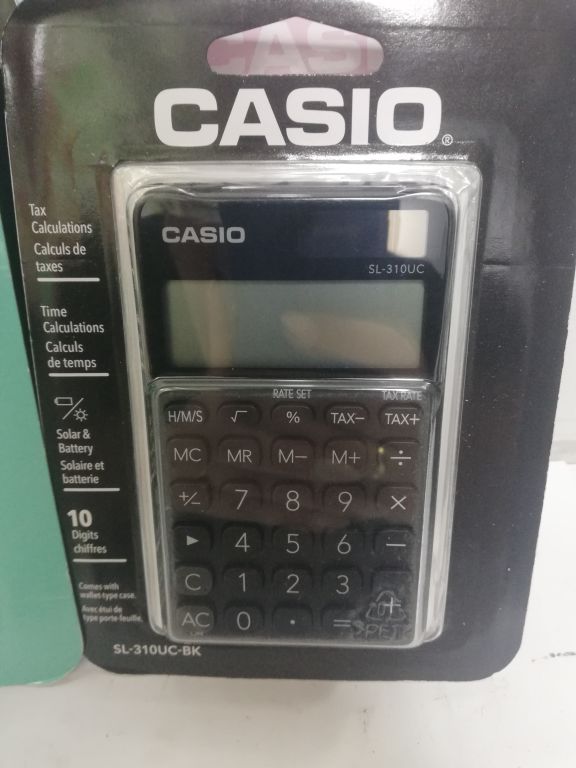 CASIO
CASIO®
CASIO
SL-310UC
Tax
Calculations
Calculs de
taxes
Time
Calculations
Calculs
de temps
Solar &
Battery
Solaire et
batterie
10
Digits
chiffres
Comes with
wallet-type case.
Avec étui de
type porte-feuille.
RATE SET TAX RATE
H/M/S √ % TAX− TAX+
MC MR M− M+ ÷
+/− 7 8 9 ×
▶ 4 5 6 −
C 1 2 3 +
AC 0 · =
ON
PET
SL-310UC-BK